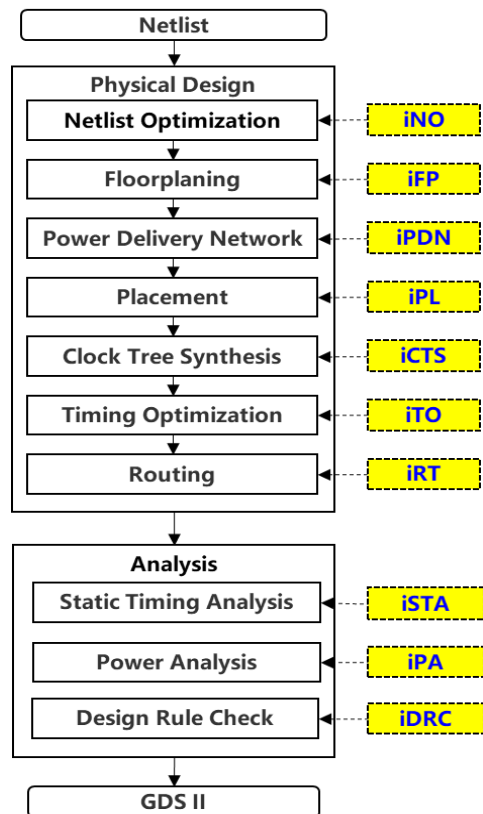 Netlist
Physical Design
Netlist Optimization
iNO
Floorplaning
iFP
Power Delivery Network
iPDN
Placement
iPL
Clock Tree Synthesis
iCTS
Timing Optimization
iTO
Routing
iRT
Analysis
Static Timing Analysis
iSTA
Power Analysis
iPA
Design Rule Check
iDRC
GDS II